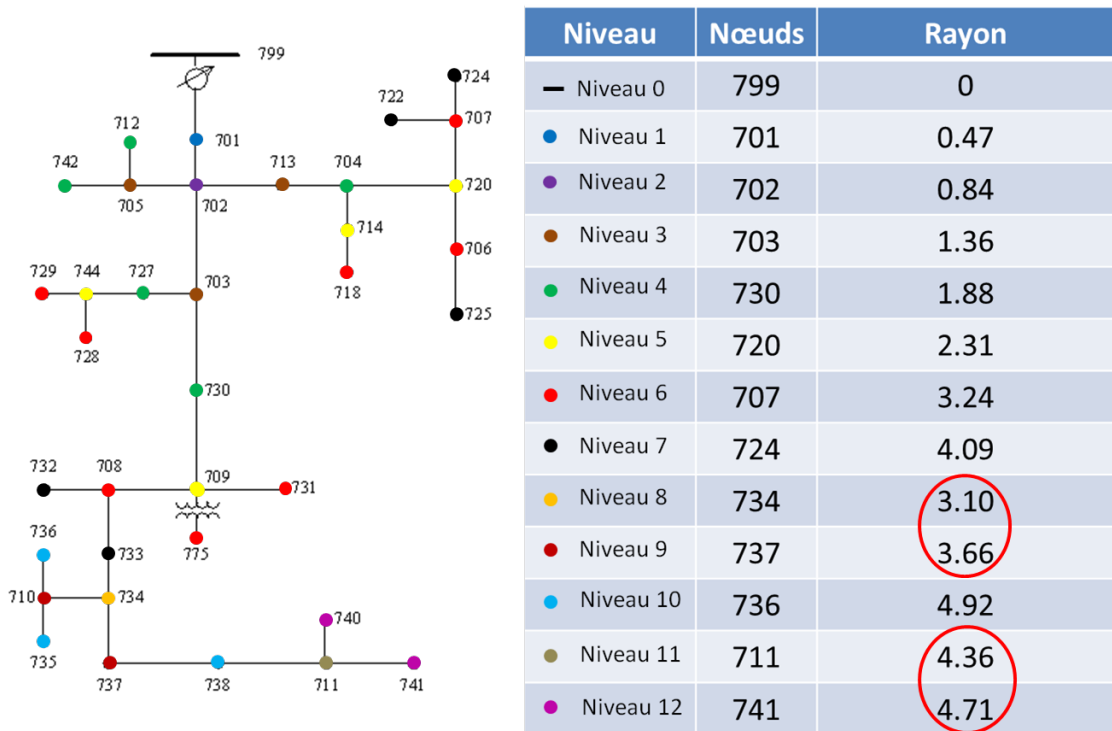 799
724
722
707
712
701
742
713
704
720
705
702
714
706
729
744
727
703
718
725
728
730
732
708
709
731
736
733
775
710
734
740
735
737
738
711
741
Niveau Nœuds Rayon
Niveau 0 799 0
Niveau 1 701 0.47
Niveau 2 702 0.84
Niveau 3 703 1.36
Niveau 4 730 1.88
Niveau 5 720 2.31
Niveau 6 707 3.24
Niveau 7 724 4.09
Niveau 8 734 3.10
Niveau 9 737 3.66
Niveau 10 736 4.92
Niveau 11 711 4.36
Niveau 12 741 4.71